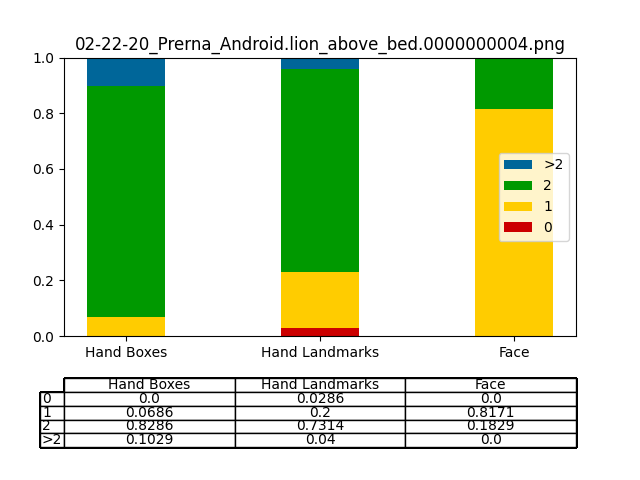 02-22-20_Prerna_Android.lion_above_bed.0000000004.png
1.0
0.8
0.6
0.4
0.2
0.0
>2
2
1
0
Hand Boxes Hand Landmarks Face
Hand Boxes Hand Landmarks Face
0 0.0 0.0286 0.0
1 0.0686 0.2 0.8171
2 0.8286 0.7314 0.1829
>2 0.1029 0.04 0.0